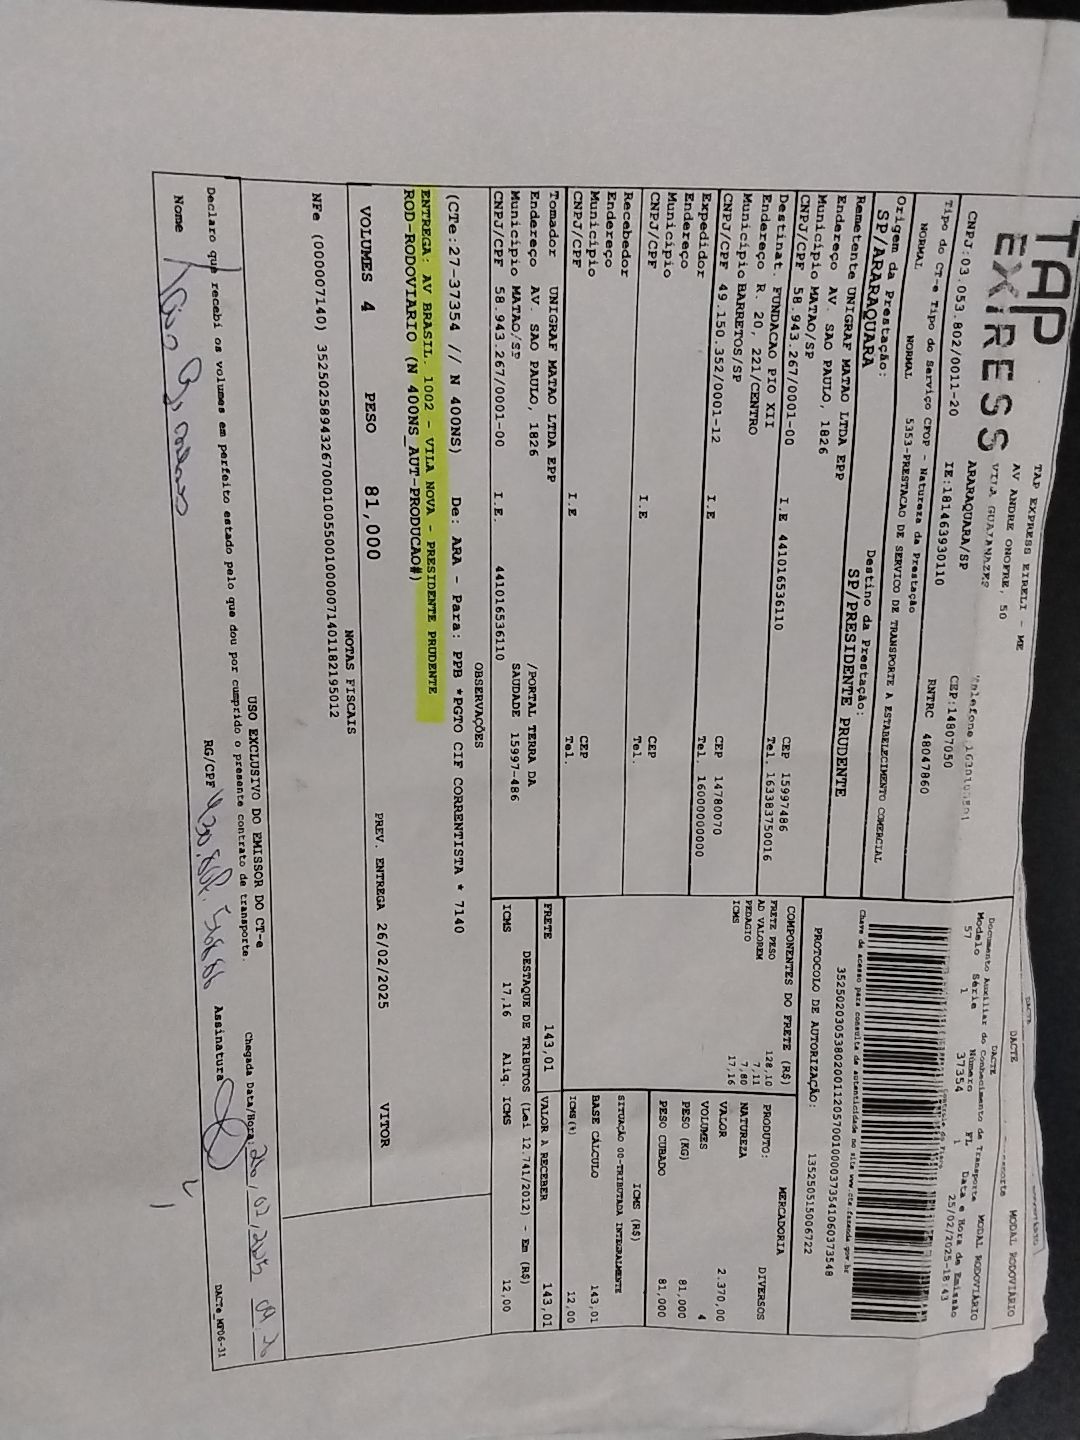 TAP
EXPRESS
TAP EXPRESS EIRELI - ME
AV ANDRE ONOFRE, 50
VILA GUAIANAZES
ARARAQUARA/SP
CEP:14807050
CNPJ:03.053.802/0011-20
IE:181463930110
RNTRC 48047860
Tipo do CT-e Tipo do Serviço CFOP - Natureza da Prestação
NORMAL NORMAL 5353-PRESTACAO DE SERVICO DE TRANSPORTE A ESTABELECIMENTO COMERCIAL
Origem da Prestação: Destino da Prestação:
SP/ARARAQUARA SP/PRESIDENTE PRUDENTE
Remetente UNIGRAF MATAO LTDA EPP
Endereço AV. SAO PAULO, 1826
Município MATAO/SP CEP 15997486
CNPJ/CPF 58.943.267/0001-00 I.E 441016536110 Tel. 163383750016
Destinat. FUNDACAO PIO XII
Endereço R. 20, 221/CENTRO
Município BARRETOS/SP CEP 14780070
CNPJ/CPF 49.150.352/0001-12 I.E Tel. 16000000000
Expedidor
Endereço
Município CEP
CNPJ/CPF I.E Tel.
Recebedor
Endereço
Município CEP
CNPJ/CPF I.E Tel.
Tomador UNIGRAF MATAO LTDA EPP
Endereço AV. SAO PAULO, 1826 /PORTAL TERRA DA
Município MATAO/SP SAUDADE 15997-486
CNPJ/CPF 58.943.267/0001-00 I.E. 441016536110
DACTE MODAL RODOVIÁRIO
DACTE MODAL RODOVIÁRIO
Documento Auxiliar do Conhecimento de Transporte
Modelo Série Número FL Data e Hora de Emissão
57 1 37354 1 25/02/2025-18:43
Chave de acesso para consulta de autenticidade no site www.cte.fazenda.gov.br
35250203053802001120570010000373541060373548
PROTOCOLO DE AUTORIZAÇÃO: 135250515006722
COMPONENTES DO FRETE (R$)
FRETE PESO 128,10
AD VALOREM 7,11
PEDAGIO 7,80
ICMS 17,16
MERCADORIA
PRODUTO: DIVERSOS
NATUREZA
VALOR 2.370,00
VOLUMES 4
PESO (KG) 81,000
PESO CUBADO 81,000
ICMS (R$)
SITUAÇÃO 00-TRIBUTADA INTEGRALMENTE
BASE CÁLCULO 143,01
ICMS(%) 12,00
FRETE 143,01 VALOR A RECEBER 143,01
DESTAQUE DE TRIBUTOS (Lei 12.741/2012) - Em (R$)
ICMS 17,16 Aliq. ICMS 12,00
OBSERVAÇÕES
(CTe:27-37354 // N 400NS) De: ARA - Para: PPB *PGTO CIF CORRENTISTA * 7140
ENTREGA: AV BRASIL. 1002 - VILA NOVA - PRESIDENTE PRUDENTE
ROD-RODOVIARIO (N 400NS_AUT-PRODUCAO#)
VOLUMES 4 PESO 81,000 PREV. ENTREGA 26/02/2025 VITOR
NOTAS FISCAIS
NFe (000007140) 35250258943267000100550010000071401182195012
USO EXCLUSIVO DO EMISSOR DO CT-e
Declaro que recebi os volumes em perfeito estado pelo que dou por cumprido o presente contrato de transporte.
Chegada Data/Hora:
Nome RG/CPF Assinatura
DACTe_MF06-31